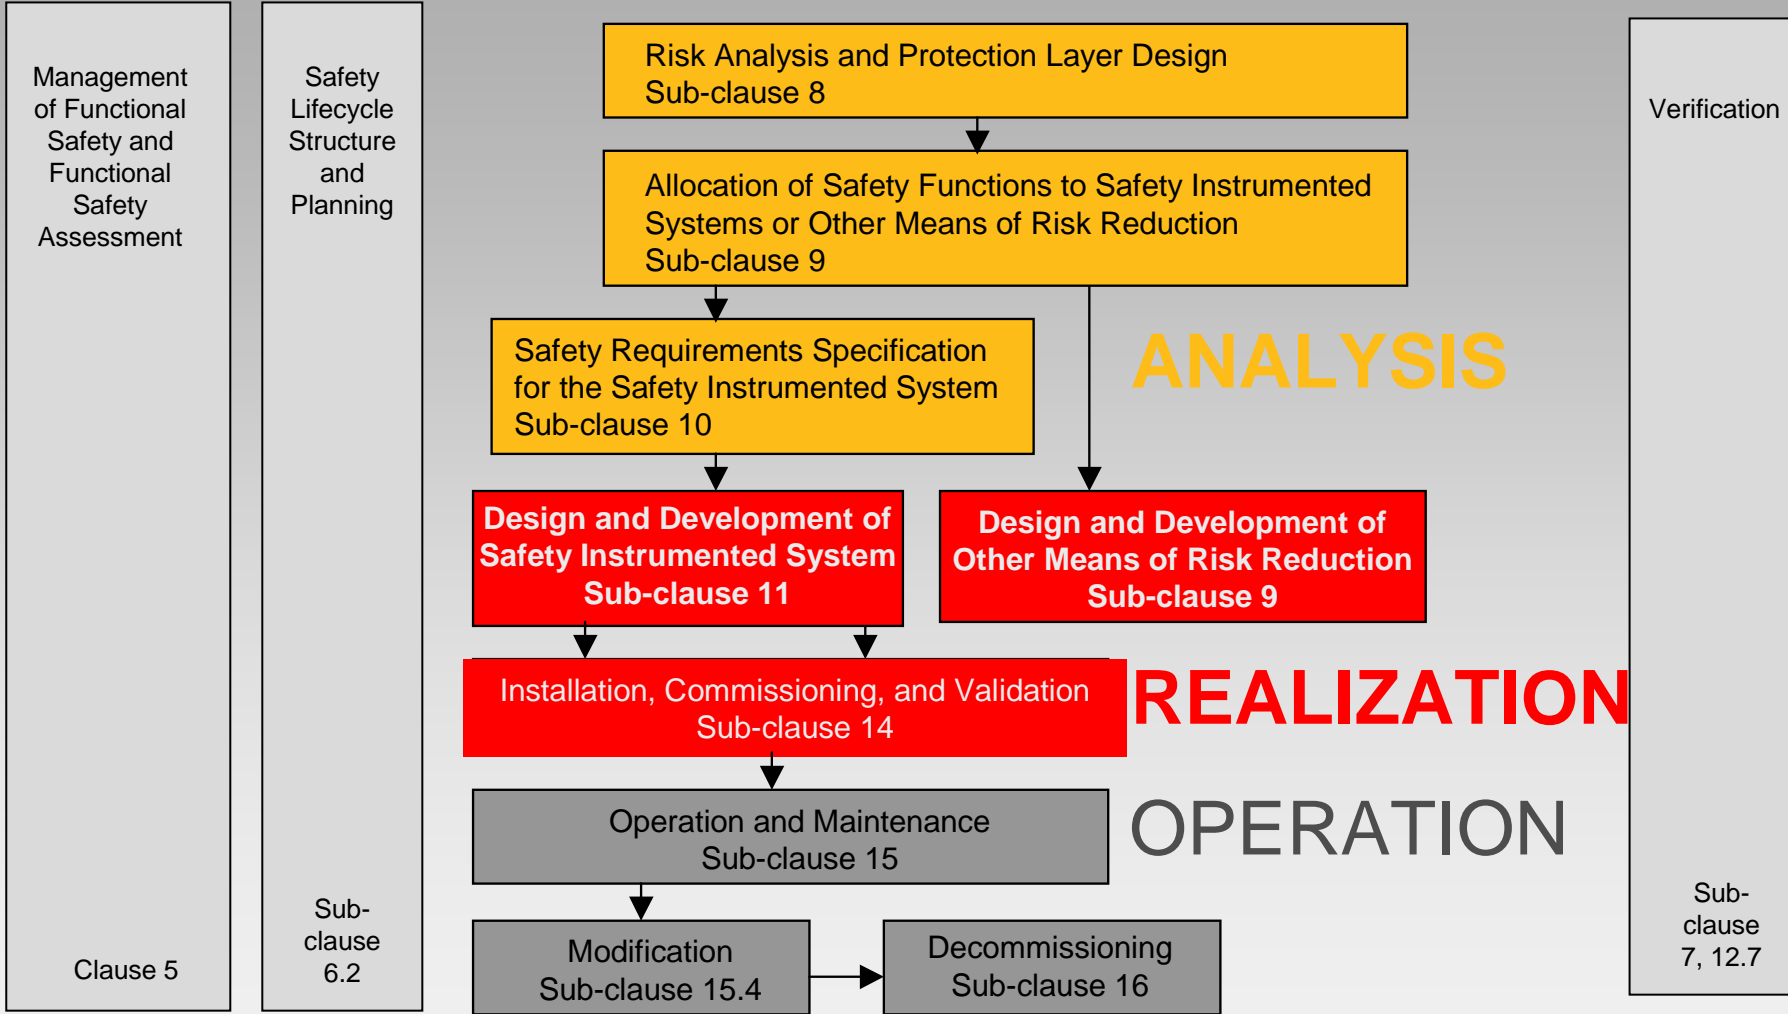 Management
of Functional
Safety and
Functional
Safety
Assessment
Clause 5
Safety
Lifecycle
Structure
and
Planning
Sub-
clause
6.2
Risk Analysis and Protection Layer Design
Sub-clause 8
Allocation of Safety Functions to Safety Instrumented
Systems or Other Means of Risk Reduction
Sub-clause 9
Safety Requirements Specification
for the Safety Instrumented System
Sub-clause 10
ANALYSIS
Design and Development of
Safety Instrumented System
Sub-clause 11
Design and Development of
Other Means of Risk Reduction
Sub-clause 9
Installation, Commissioning, and Validation
Sub-clause 14
REALIZATION
Operation and Maintenance
Sub-clause 15
OPERATION
Modification
Sub-clause 15.4
Decommissioning
Sub-clause 16
Verification
Sub-
clause
7, 12.7